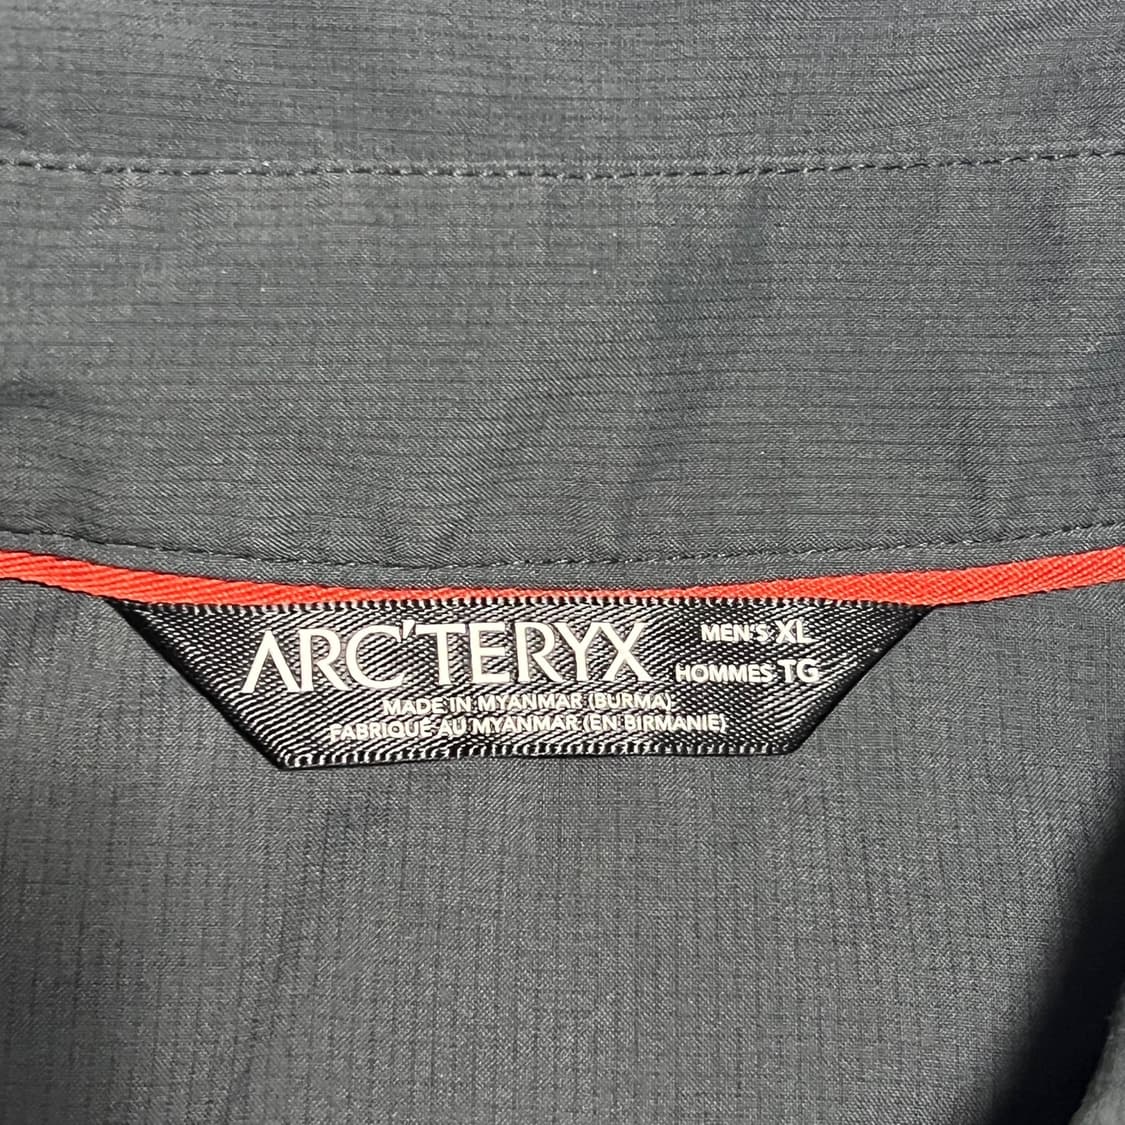 ARC'TERYX MEN'S XL
HOMMES TG
MADE IN MYANMAR (BURMA)
FABRIQUÉ AU MYANMAR (EN BIRMANIE)